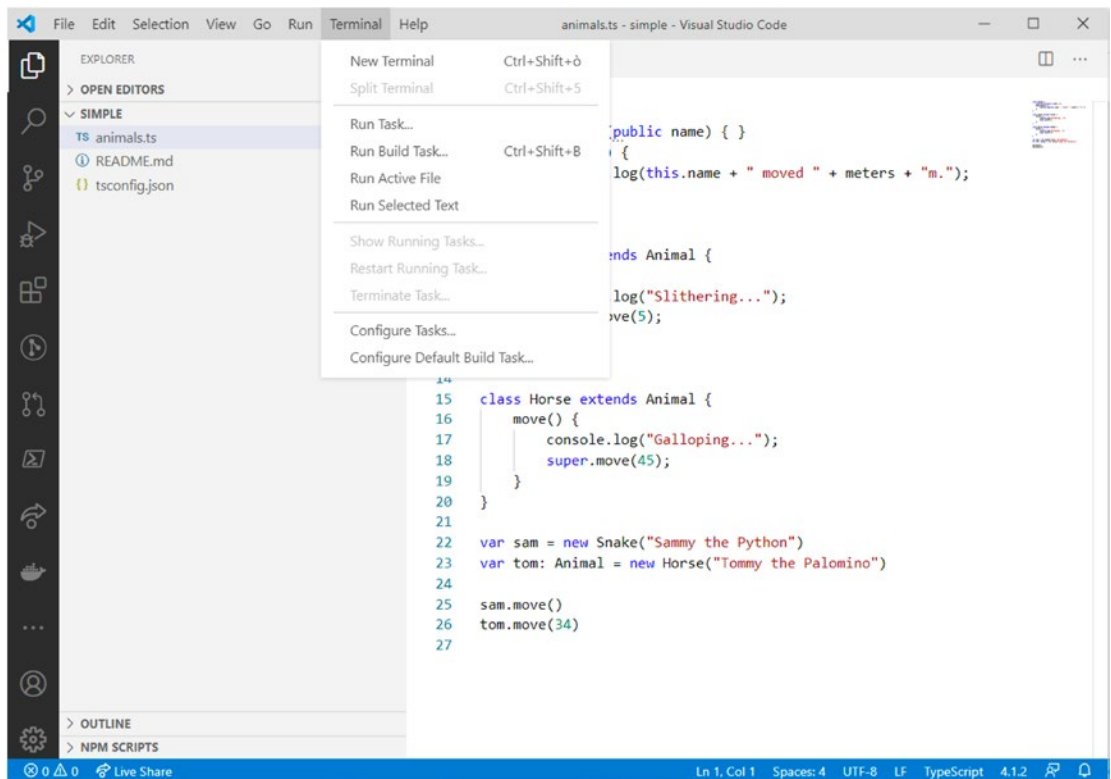 File Edit Selection View Go Run Terminal Help animals.ts - simple - Visual Studio Code
EXPLORER
OPEN EDITORS
SIMPLE
TS animals.ts
README.md
{} tsconfig.json
OUTLINE
NPM SCRIPTS
New Terminal Ctrl+Shift+ò
Split Terminal Ctrl+Shift+5
Run Task...
Run Build Task... Ctrl+Shift+B
Run Active File
Run Selected Text
Show Running Tasks...
Restart Running Task...
Terminate Task...
Configure Tasks...
Configure Default Build Task...
(public name) { }
) {
log(this.name + " moved " + meters + "m.");
ends Animal {
log("Slithering...");
ove(5);
14
15 class Horse extends Animal {
16 move() {
17 console.log("Galloping...");
18 super.move(45);
19 }
20 }
21
22 var sam = new Snake("Sammy the Python")
23 var tom: Animal = new Horse("Tommy the Palomino")
24
25 sam.move()
26 tom.move(34)
27
0 0 Live Share Ln 1, Col 1 Spaces: 4 UTF-8 LF TypeScript 4.1.2